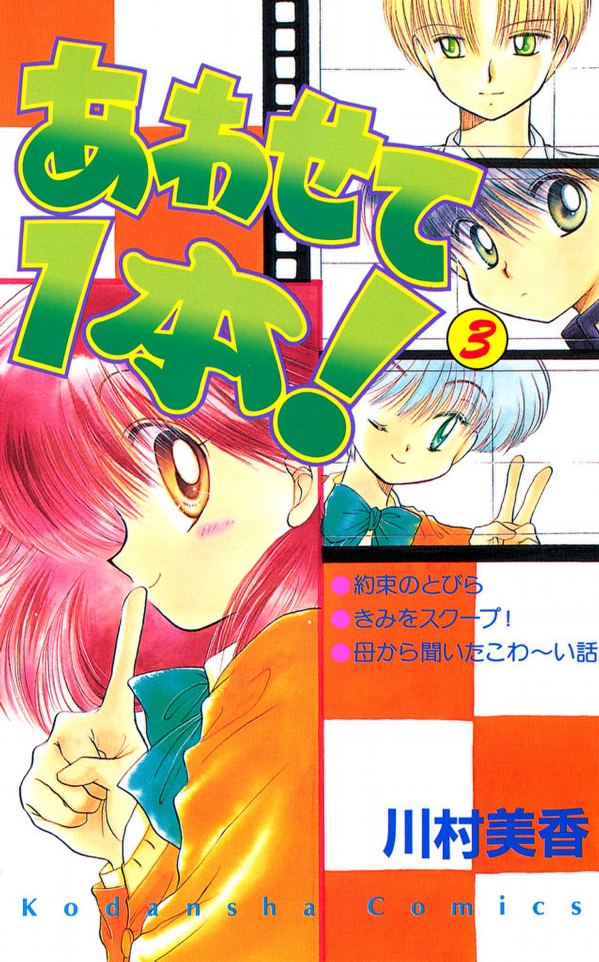 あわせて
1本!
3
●約束のとびら
●きみをスクープ!
●母から聞いたこわ〜い話
川村美香
Kodansha Comics